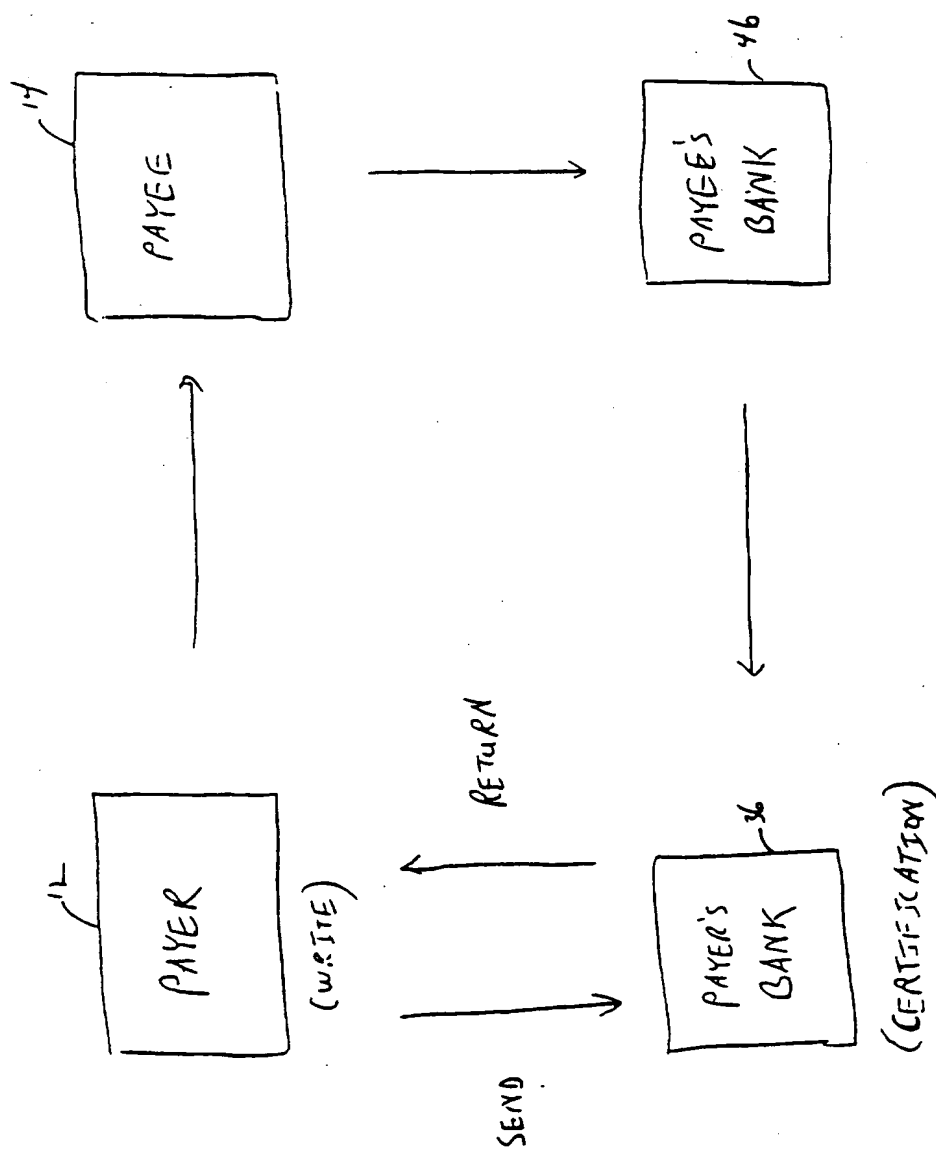 12
PAYER
(WRITE)
SEND
RETURN
PAYER'S
BANK
36
(CERTIFICATION)
14
PAYEE
PAYEE'S
BANK
46